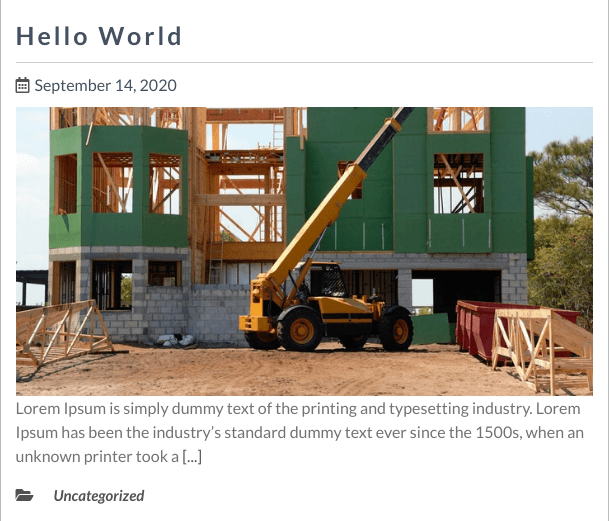 Hello World
September 14, 2020
Lorem Ipsum is simply dummy text of the printing and typesetting industry. Lorem
Ipsum has been the industry’s standard dummy text ever since the 1500s, when an
unknown printer took a [...]
Uncategorized